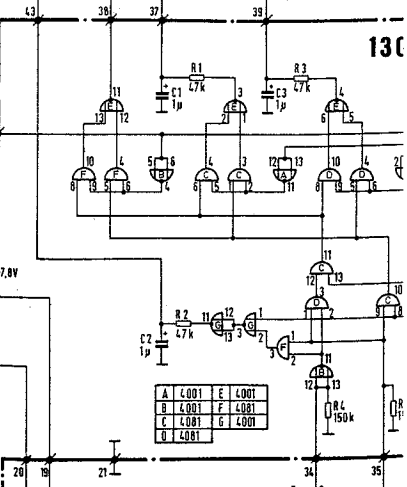 43 38 37 39
13
R1
47k
C1
1µ
R3
47k
C3
1µ
11
E
13 12
3
E
2 1
4
E
6 5
10
F
8 9
4
F
6 5
5 6
B
4
4
C
6 5
3
C
1 2
12 13
A
11
10
D
8 9
4
D
5 6
2
11
C
12 13
7,8V
3
D
1 2
10
C
9 8
R2
47k
C2
1µ
11 G 12
13
3 G 1
2
3 F 1
2
11
B
12 13
R4
150k
R
A 4001 E 4001
B 4001 F 4081
C 4081 G 4001
D 4081
20 19 21 34 35